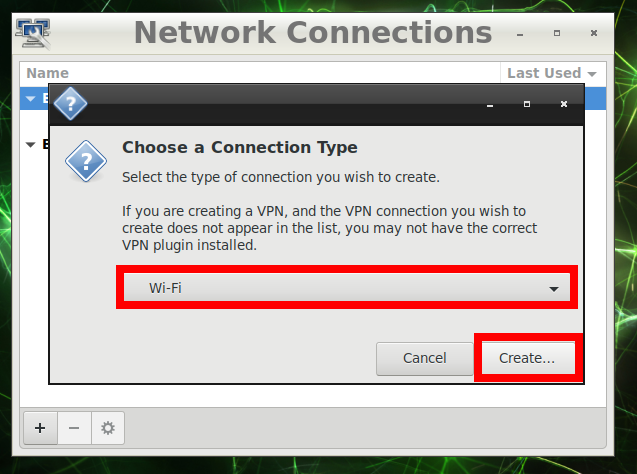 Network Connections
Name
Last Used
Choose a Connection Type
Select the type of connection you wish to create.
If you are creating a VPN, and the VPN connection you wish to
create does not appear in the list, you may not have the correct
VPN plugin installed.
Wi-Fi
Cancel
Create...